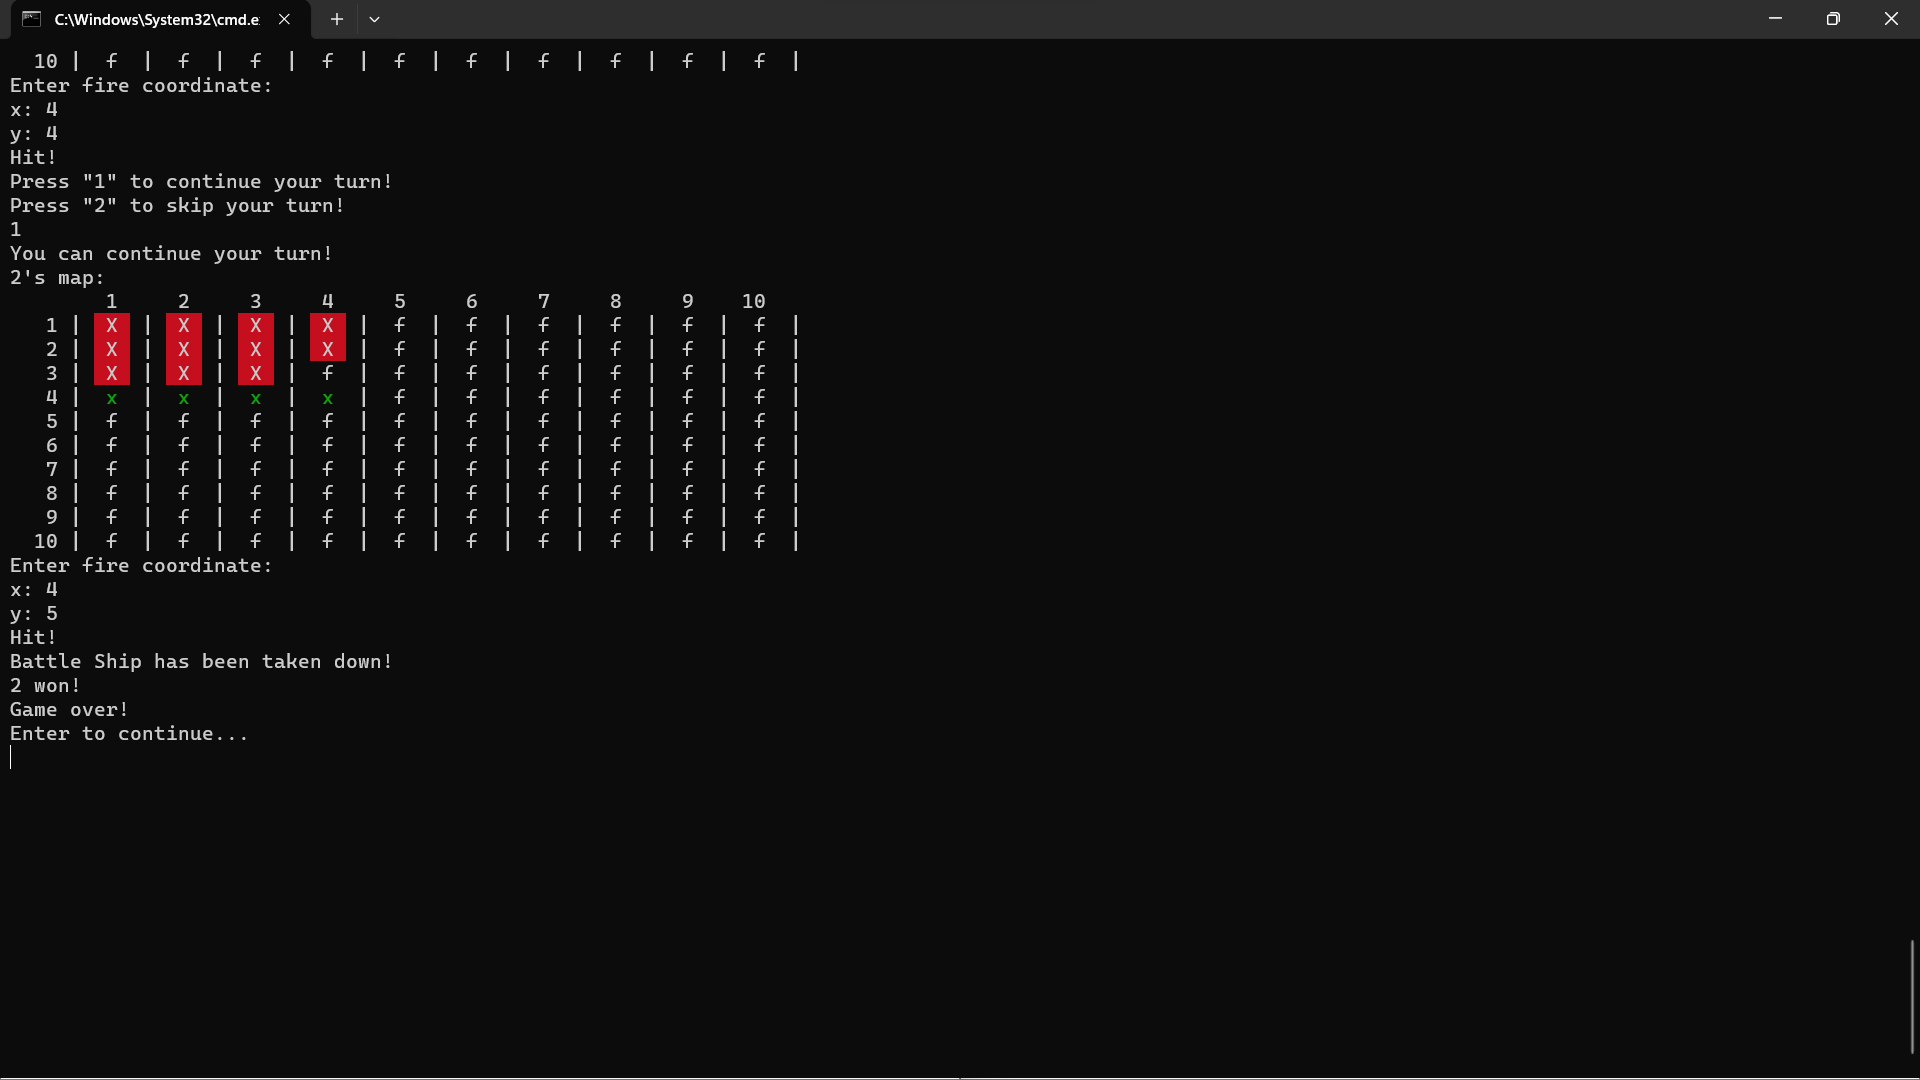 C:\Windows\System32\cmd.e
10 | f | f | f | f | f | f | f | f | f | f |
Enter fire coordinate:
x: 4
y: 4
Hit!
Press "1" to continue your turn!
Press "2" to skip your turn!
1
You can continue your turn!
2's map:
1 2 3 4 5 6 7 8 9 10
1 | X | X | X | X | f | f | f | f | f | f |
2 | X | X | X | X | f | f | f | f | f | f |
3 | X | X | X | f | f | f | f | f | f | f |
4 | x | x | x | x | f | f | f | f | f | f |
5 | f | f | f | f | f | f | f | f | f | f |
6 | f | f | f | f | f | f | f | f | f | f |
7 | f | f | f | f | f | f | f | f | f | f |
8 | f | f | f | f | f | f | f | f | f | f |
9 | f | f | f | f | f | f | f | f | f | f |
10 | f | f | f | f | f | f | f | f | f | f |
Enter fire coordinate:
x: 4
y: 5
Hit!
Battle Ship has been taken down!
2 won!
Game over!
Enter to continue...